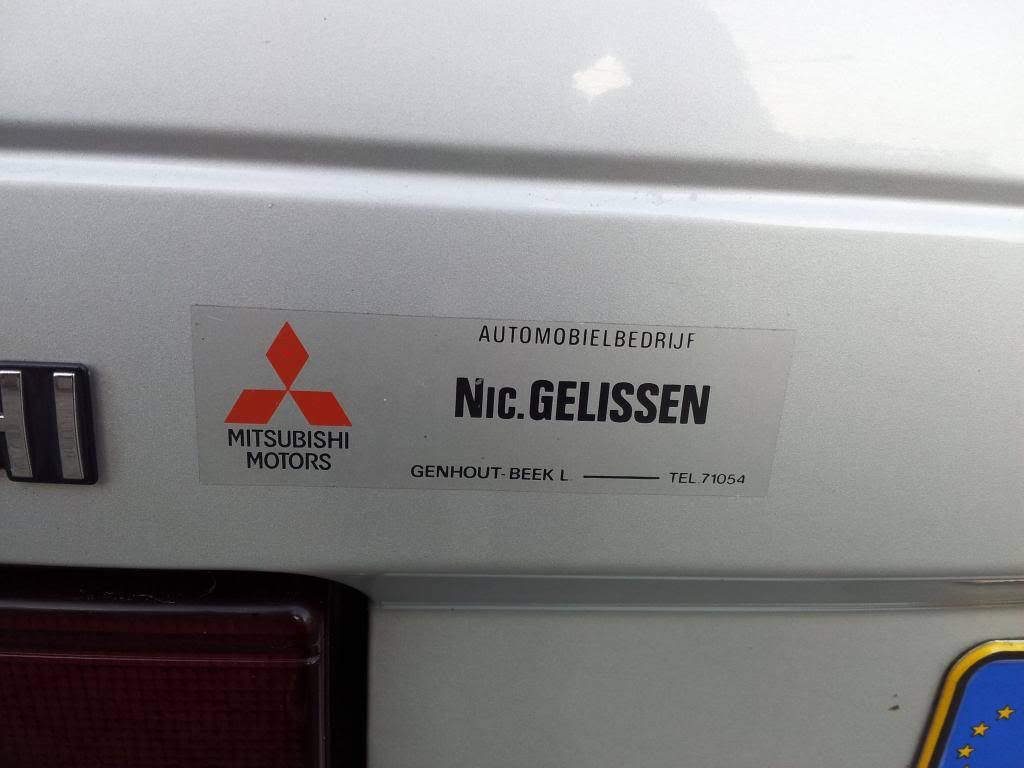 AUTOMOBIELBEDRIJF
NIC. GELISSEN
MITSUBISHI
MOTORS
GENHOUT-BEEK L. TEL. 71054